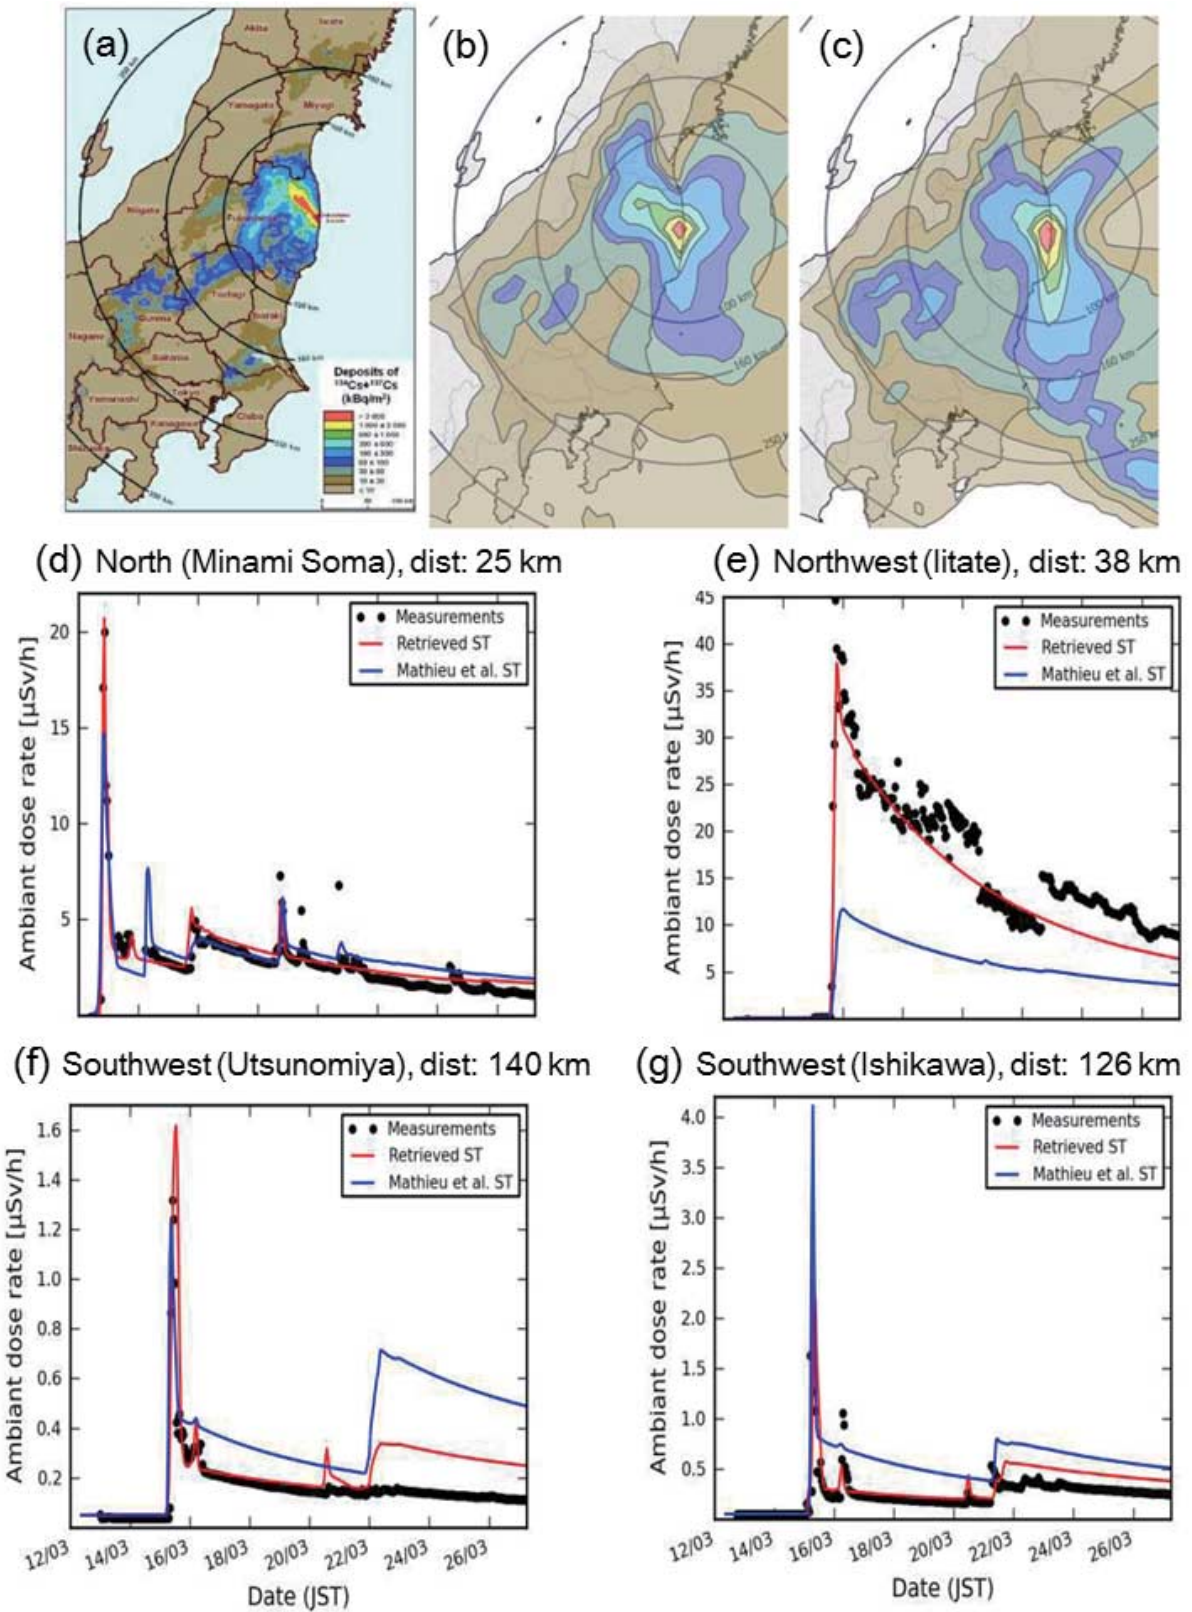 (a)
(b)
(c)
Akita
Iwate
Yamagata
Miyagi
Niigata
Tochigi
Gunma
Ibaraki
Nagano
Saitama
Yamanashi
Tokyo
Kanagawa
Chiba
100 km
160 km
250
100 km
160 km
250 km
Deposits of
¹³⁴Cs+¹³⁷Cs
(kBq/m²)
(d) North (Minami Soma), dist: 25 km
Ambiant dose rate [µSv/h]
20
15
10
5
Measurements
Retrieved ST
Mathieu et al. ST
(e) Northwest (Iitate), dist: 38 km
Ambiant dose rate [µSv/h]
45
40
35
30
25
20
15
10
5
Measurements
Retrieved ST
Mathieu et al. ST
(f) Southwest (Utsunomiya), dist: 140 km
Ambiant dose rate [µSv/h]
1.6
1.4
1.2
1.0
0.8
0.6
0.4
0.2
Measurements
Retrieved ST
Mathieu et al. ST
12/03 14/03 16/03 18/03 20/03 22/03 24/03 26/03
Date (JST)
(g) Southwest (Ishikawa), dist: 126 km
Ambiant dose rate [µSv/h]
4.0
3.5
3.0
2.5
2.0
1.5
1.0
0.5
Measurements
Retrieved ST
Mathieu et al. ST
12/03 14/03 16/03 18/03 20/03 22/03 24/03 26/03
Date (JST)